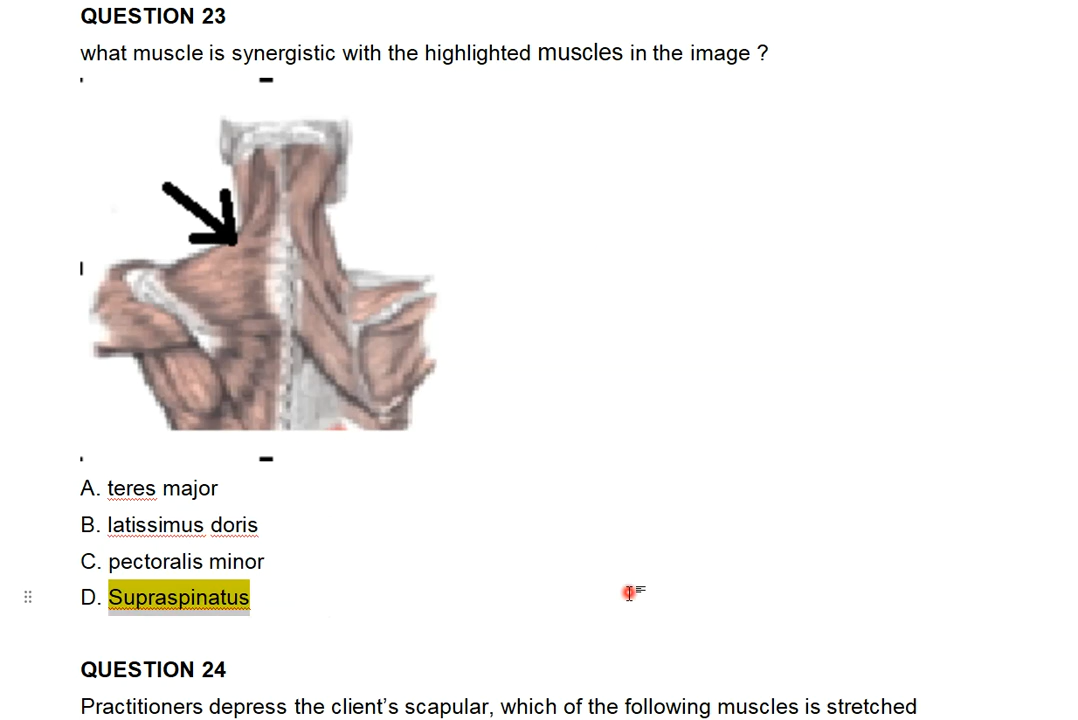 QUESTION 23
what muscle is synergistic with the highlighted muscles in the image ?
A. teres major
B. latissimus doris
C. pectoralis minor
D. Supraspinatus
QUESTION 24
Practitioners depress the client’s scapular, which of the following muscles is stretched